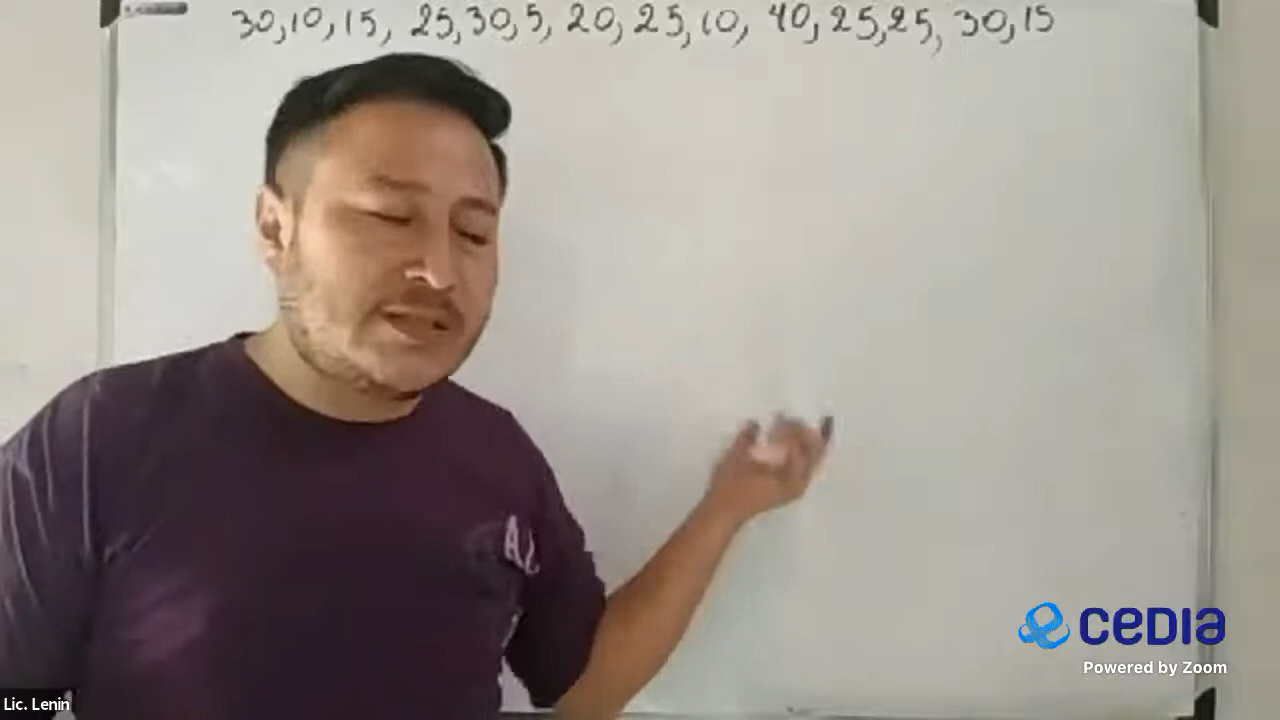 30,10,15, 25,30,5, 20,25,10, 40,25,25, 30,15
CEDIA
Powered by Zoom
Lic. Lenin